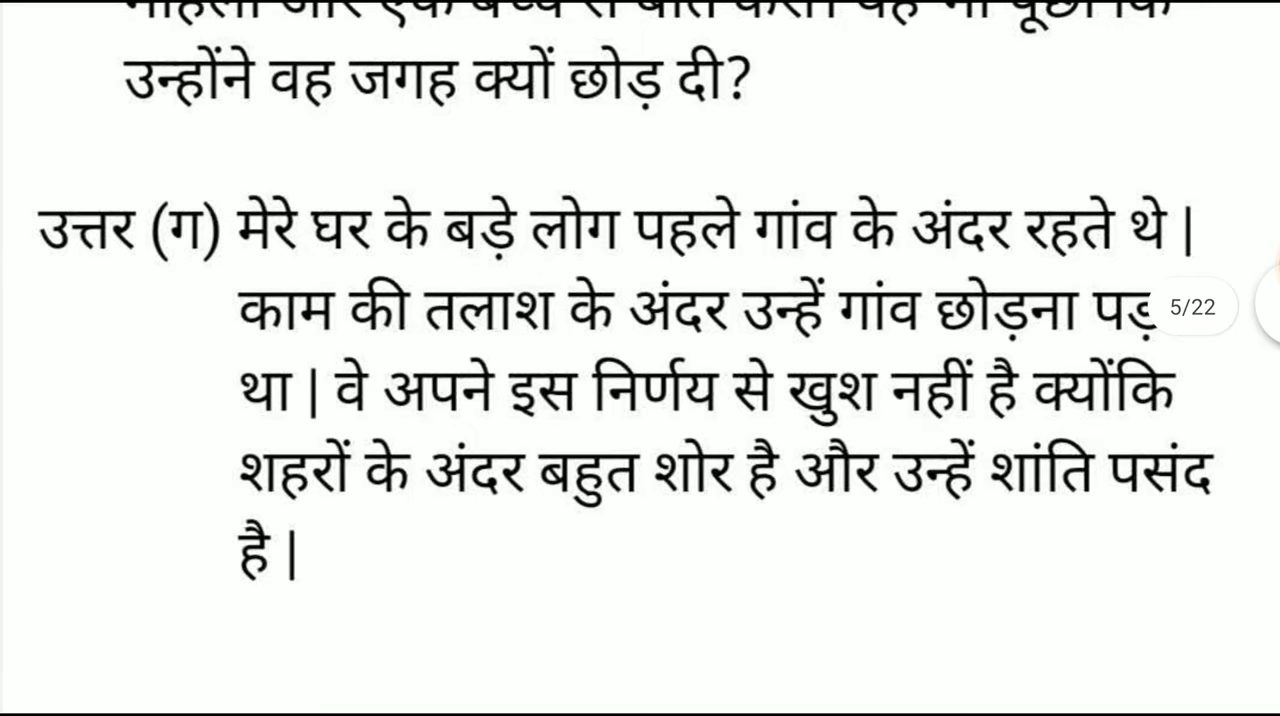 उन्होंने वह जगह क्यों छोड़ दी?
उत्तर (ग) मेरे घर के बड़े लोग पहले गांव के अंदर रहते थे |
काम की तलाश के अंदर उन्हें गांव छोड़ना
5/22
था | वे अपने इस निर्णय से खुश नहीं है क्योंकि
शहरों के अंदर बहुत शोर है और उन्हें शांति पसंद
है |